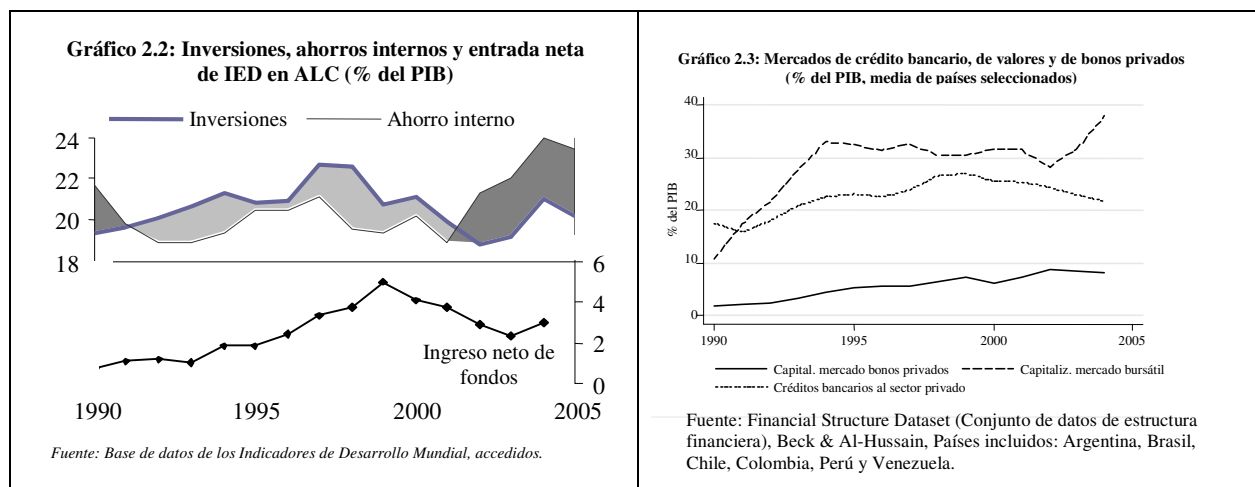 Gráfico 2.2: Inversiones, ahorros internos y entrada neta
de IED en ALC (% del PIB)
Inversiones
Ahorro interno
24
22
20
18
6
4
2
0
Ingreso neto de
fondos
1990
1995
2000
2005
Fuente: Base de datos de los Indicadores de Desarrollo Mundial, accedidos.
Gráfico 2.3: Mercados de crédito bancario, de valores y de bonos privados
(% del PIB, media de países seleccionados)
40
30
20
10
0
% del PIB
1990
1995
2000
2005
Capital. mercado bonos privados
Capitaliz. mercado bursátil
Créditos bancarios al sector privado
Fuente: Financial Structure Dataset (Conjunto de datos de estructura
financiera), Beck & Al-Hussain, Países incluidos: Argentina, Brasil,
Chile, Colombia, Perú y Venezuela.